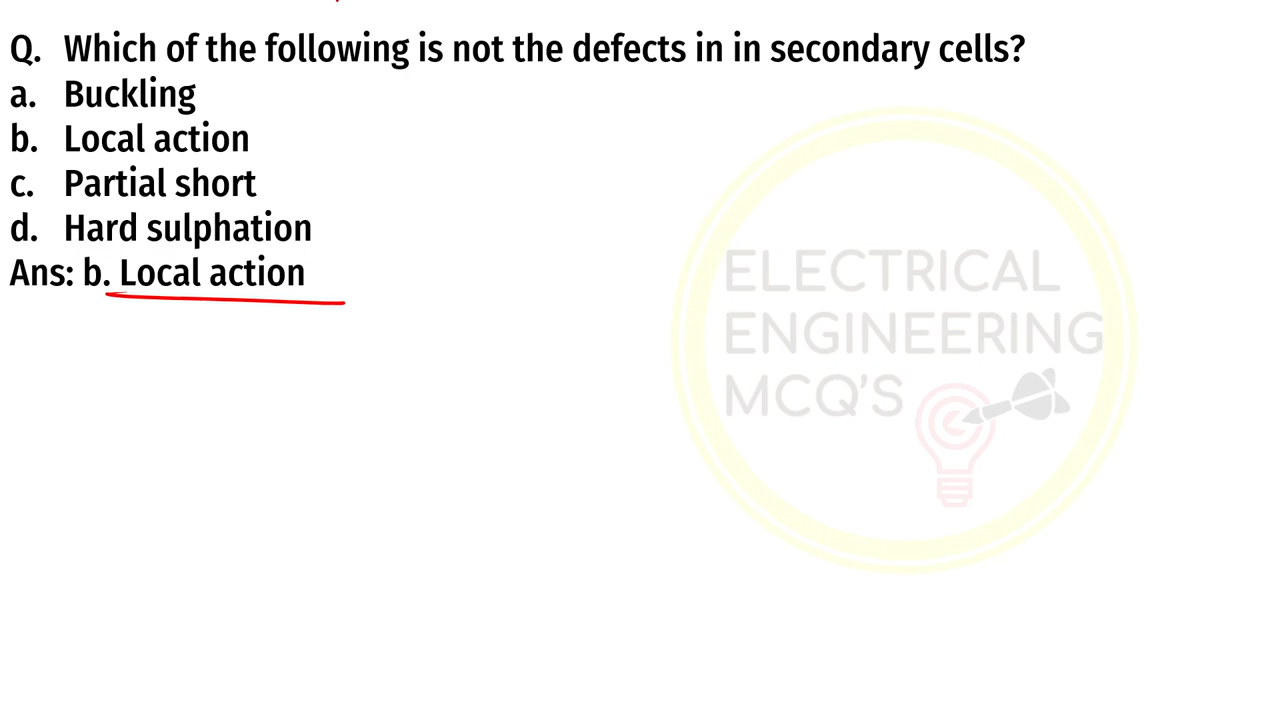 Q. Which of the following is not the defects in in secondary cells?
a. Buckling
b. Local action
c. Partial short
d. Hard sulphation
Ans: b. Local action
ELECTRICAL
ENGINEERING
MCQ'S